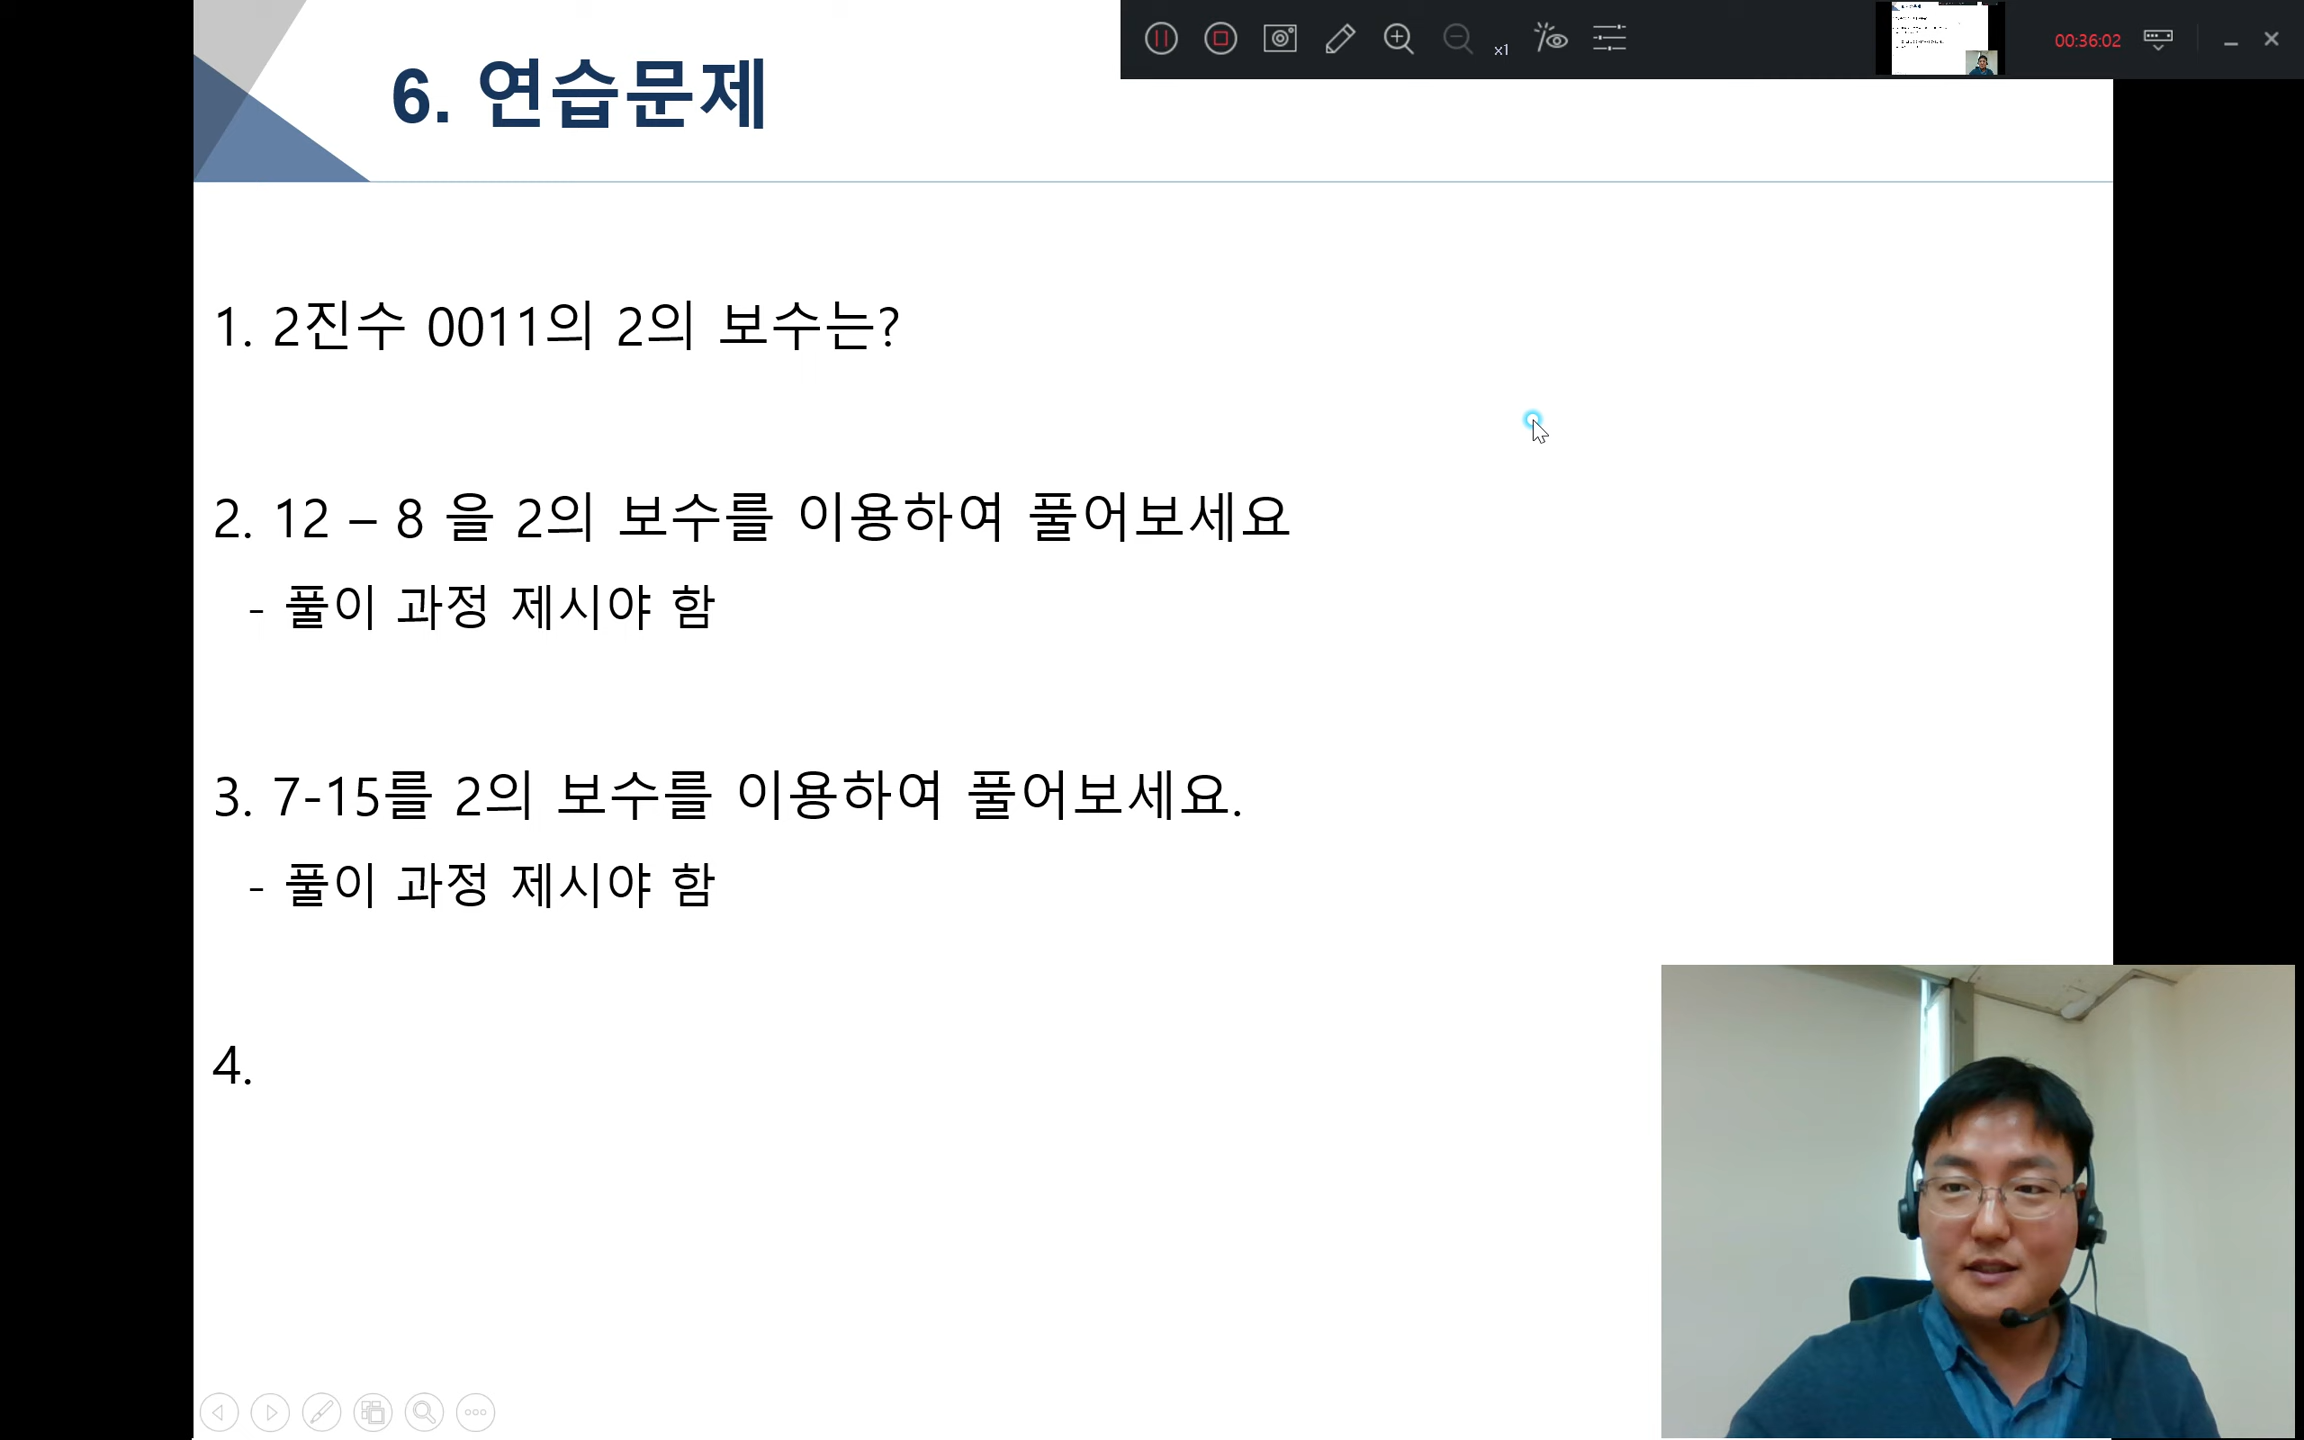 6. 연습문제
x1
00:36:02
1. 2진수 0011의 2의 보수는?
2. 12 – 8 을 2의 보수를 이용하여 풀어보세요
- 풀이 과정 제시야 함
3. 7-15를 2의 보수를 이용하여 풀어보세요.
- 풀이 과정 제시야 함
4.